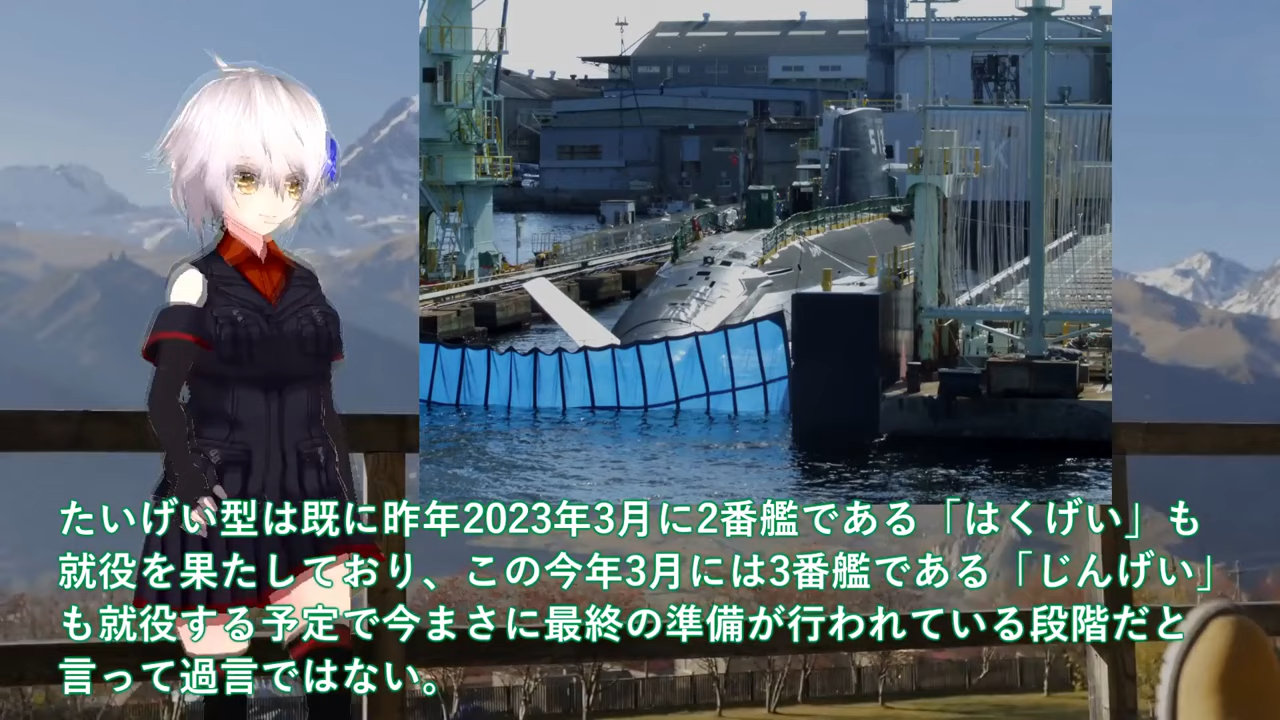 たいげい型は既に昨年2023年3月に2番艦である「はくげい」も
就役を果たしており、この今年3月には3番艦である「じんげい」
も就役する予定で今まさに最終の準備が行われている段階だと
言って過言ではない。